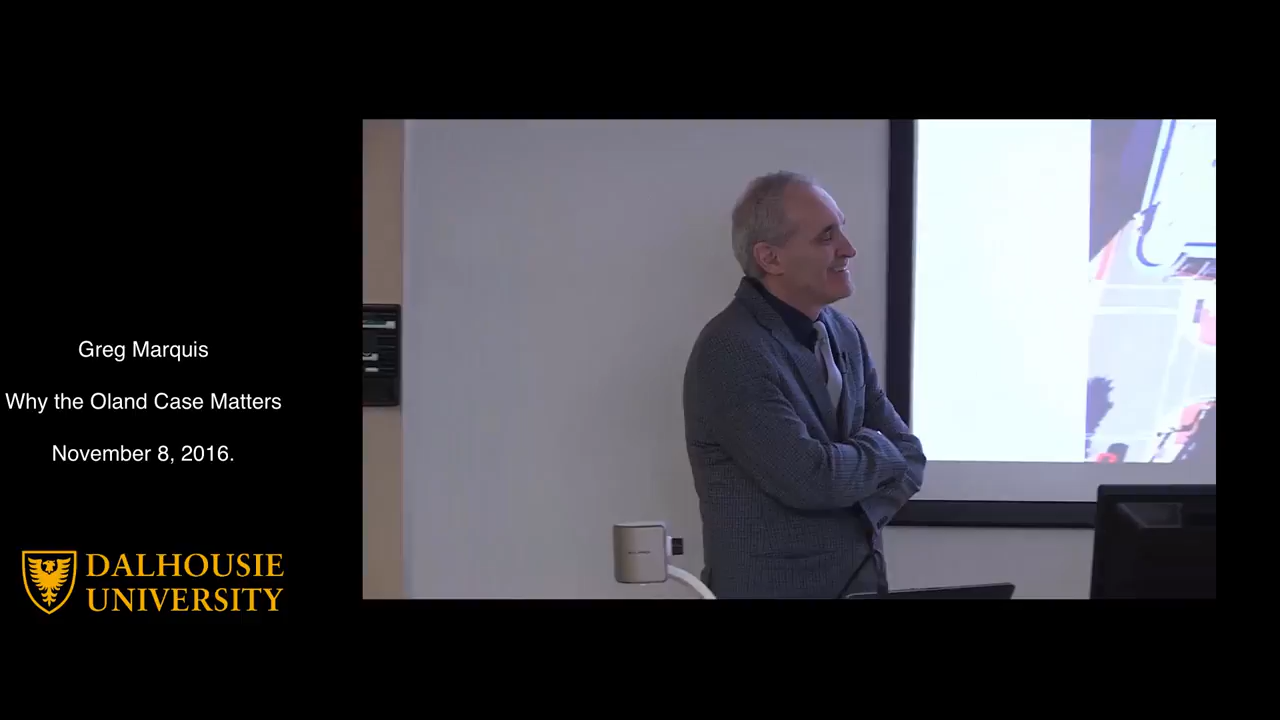 Greg Marquis
Why the Oland Case Matters
November 8, 2016.
DALHOUSIE
UNIVERSITY